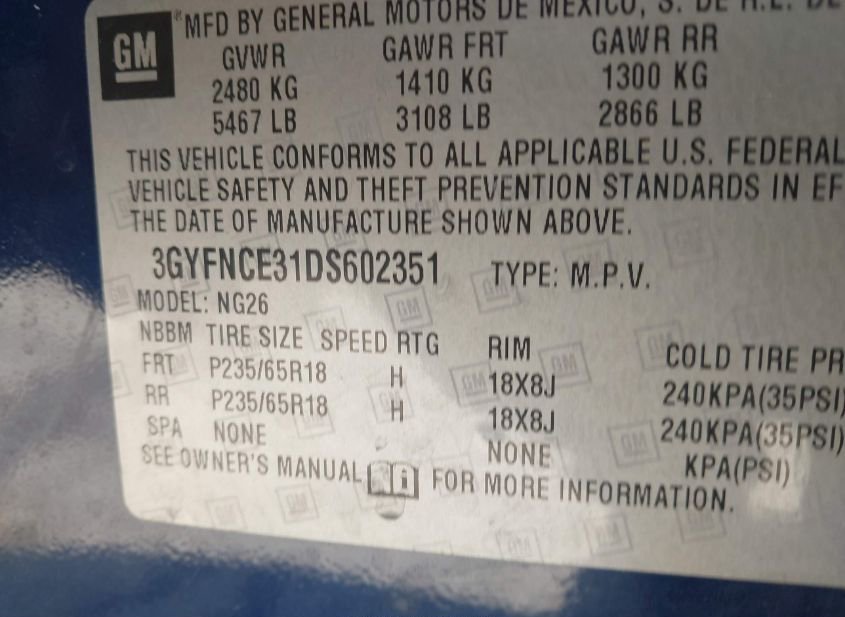 GM
®MFD BY GENERAL MOTORS DE MEXICO, S. DE R.L. DE
GVWR GAWR FRT GAWR RR
2480 KG 1410 KG 1300 KG
5467 LB 3108 LB 2866 LB
THIS VEHICLE CONFORMS TO ALL APPLICABLE U.S. FEDERAL
VEHICLE SAFETY AND THEFT PREVENTION STANDARDS IN EF
THE DATE OF MANUFACTURE SHOWN ABOVE.
3GYFNCE31DS602351 TYPE: M.P.V.
MODEL: NG26
NBBM TIRE SIZE SPEED RTG RIM COLD TIRE PR
FRT P235/65R18 H 18X8J 240KPA(35PSI)
RR P235/65R18 H 18X8J 240KPA(35PSI)
SPA NONE NONE KPA(PSI)
SEE OWNER'S MANUAL i FOR MORE INFORMATION.